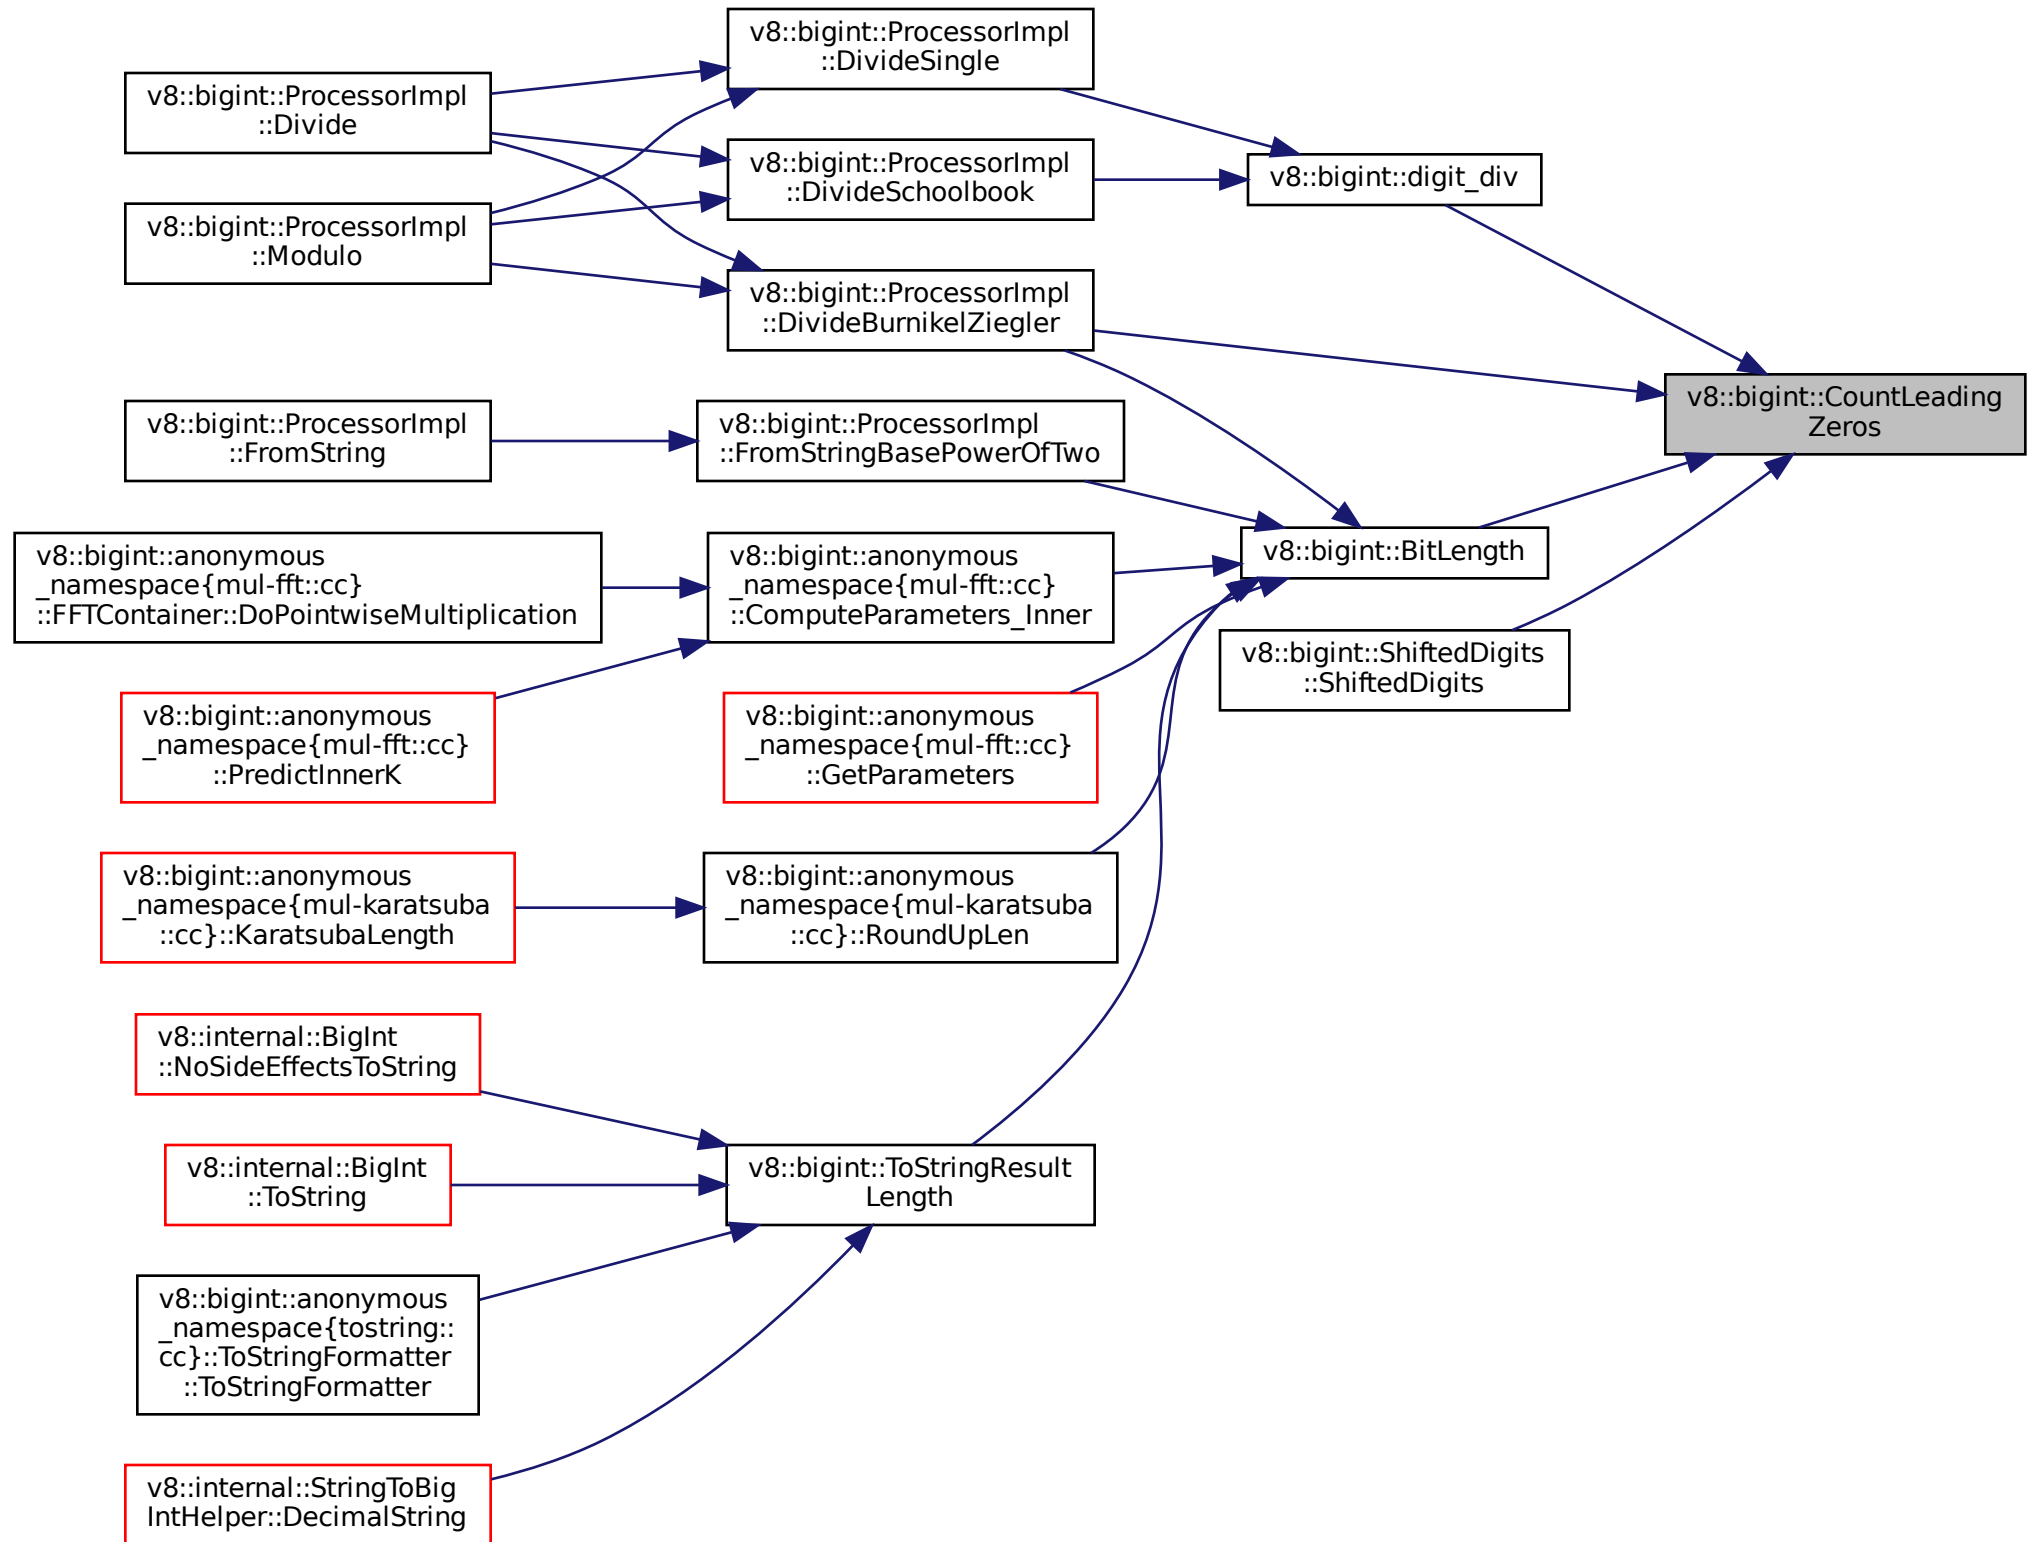 v8::bigint::ProcessorImpl
::DivideSingle
v8::bigint::ProcessorImpl
::Divide
v8::bigint::ProcessorImpl
::DivideSchoolbook
v8::bigint::digit_div
v8::bigint::ProcessorImpl
::Modulo
v8::bigint::ProcessorImpl
::DivideBurnikelZiegler
v8::bigint::CountLeading
Zeros
v8::bigint::ProcessorImpl
::FromString
v8::bigint::ProcessorImpl
::FromStringBasePowerOfTwo
v8::bigint::BitLength
v8::bigint::anonymous
_namespace{mul-fft::cc}
::FFTContainer::DoPointwiseMultiplication
v8::bigint::anonymous
_namespace{mul-fft::cc}
::ComputeParameters_Inner
v8::bigint::ShiftedDigits
::ShiftedDigits
v8::bigint::anonymous
_namespace{mul-fft::cc}
::PredictInnerK
v8::bigint::anonymous
_namespace{mul-fft::cc}
::GetParameters
v8::bigint::anonymous
_namespace{mul-karatsuba
::cc}::KaratsubaLength
v8::bigint::anonymous
_namespace{mul-karatsuba
::cc}::RoundUpLen
v8::internal::BigInt
::NoSideEffectsToString
v8::internal::BigInt
::ToString
v8::bigint::ToStringResult
Length
v8::bigint::anonymous
_namespace{tostring::
cc}::ToStringFormatter
::ToStringFormatter
v8::internal::StringToBig
IntHelper::DecimalString